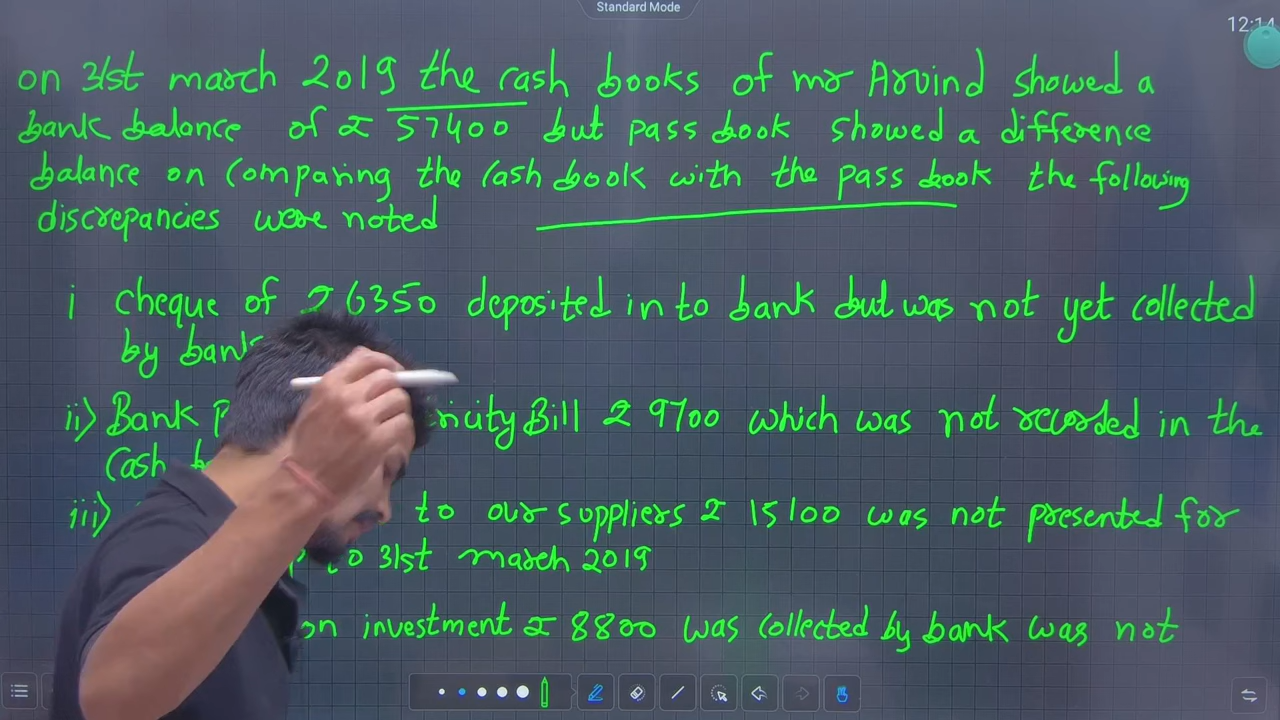 Standard Mode
12:14
on 31st march 2019 the cash books of mr Arvind showed a
bank balance of ₹ 57400 but pass book showed a difference
balance on comparing the cash book with the pass book the following
discrepancies were noted
i cheque of ₹ 6350 deposited in to bank but was not yet collected
by bank
ii) Bank Bill ₹ 9700 which was not recorded in the
Cash
iii) to our suppliers ₹ 15100 was not presented for
to 31st march 2019
on investment ₹ 8800 was collected by bank was not